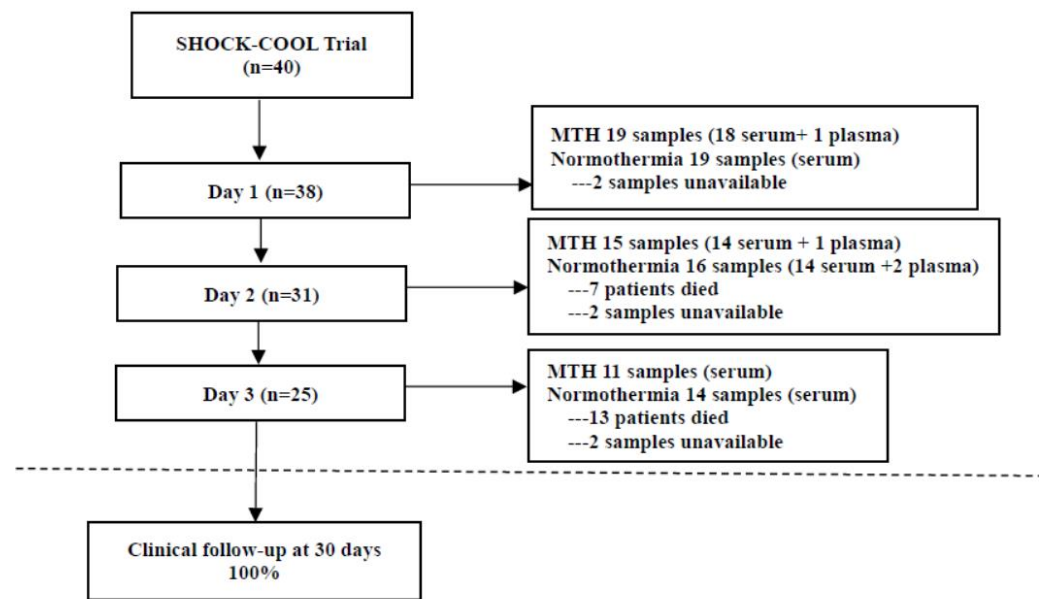 SHOCK-COOL Trial
(n=40)
MTH 19 samples (18 serum+ 1 plasma)
Normothermia 19 samples (serum)
---2 samples unavailable
Day 1 (n=38)
MTH 15 samples (14 serum + 1 plasma)
Normothermia 16 samples (14 serum +2 plasma)
---7 patients died
---2 samples unavailable
Day 2 (n=31)
MTH 11 samples (serum)
Normothermia 14 samples (serum)
---13 patients died
---2 samples unavailable
Day 3 (n=25)
Clinical follow-up at 30 days
100%